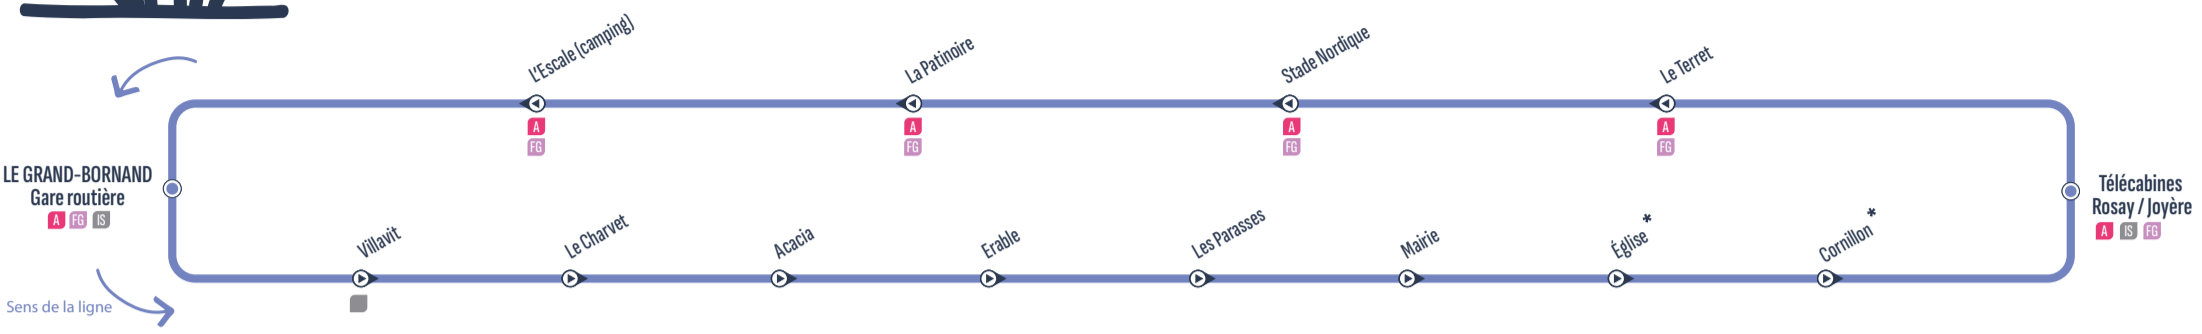 L'Escale (camping)
La Patinoire
Stade Nordique
Le Terret
A
FG
A
FG
A
FG
A
FG
LE GRAND-BORNAND
Gare routière
A FG IS
Télécabines
Rosay / Joyère
A IS FG
Villavit
Le Charvet
Acacia
Erable
Les Parasses
Mairie
Église *
Cornillon *
Sens de la ligne